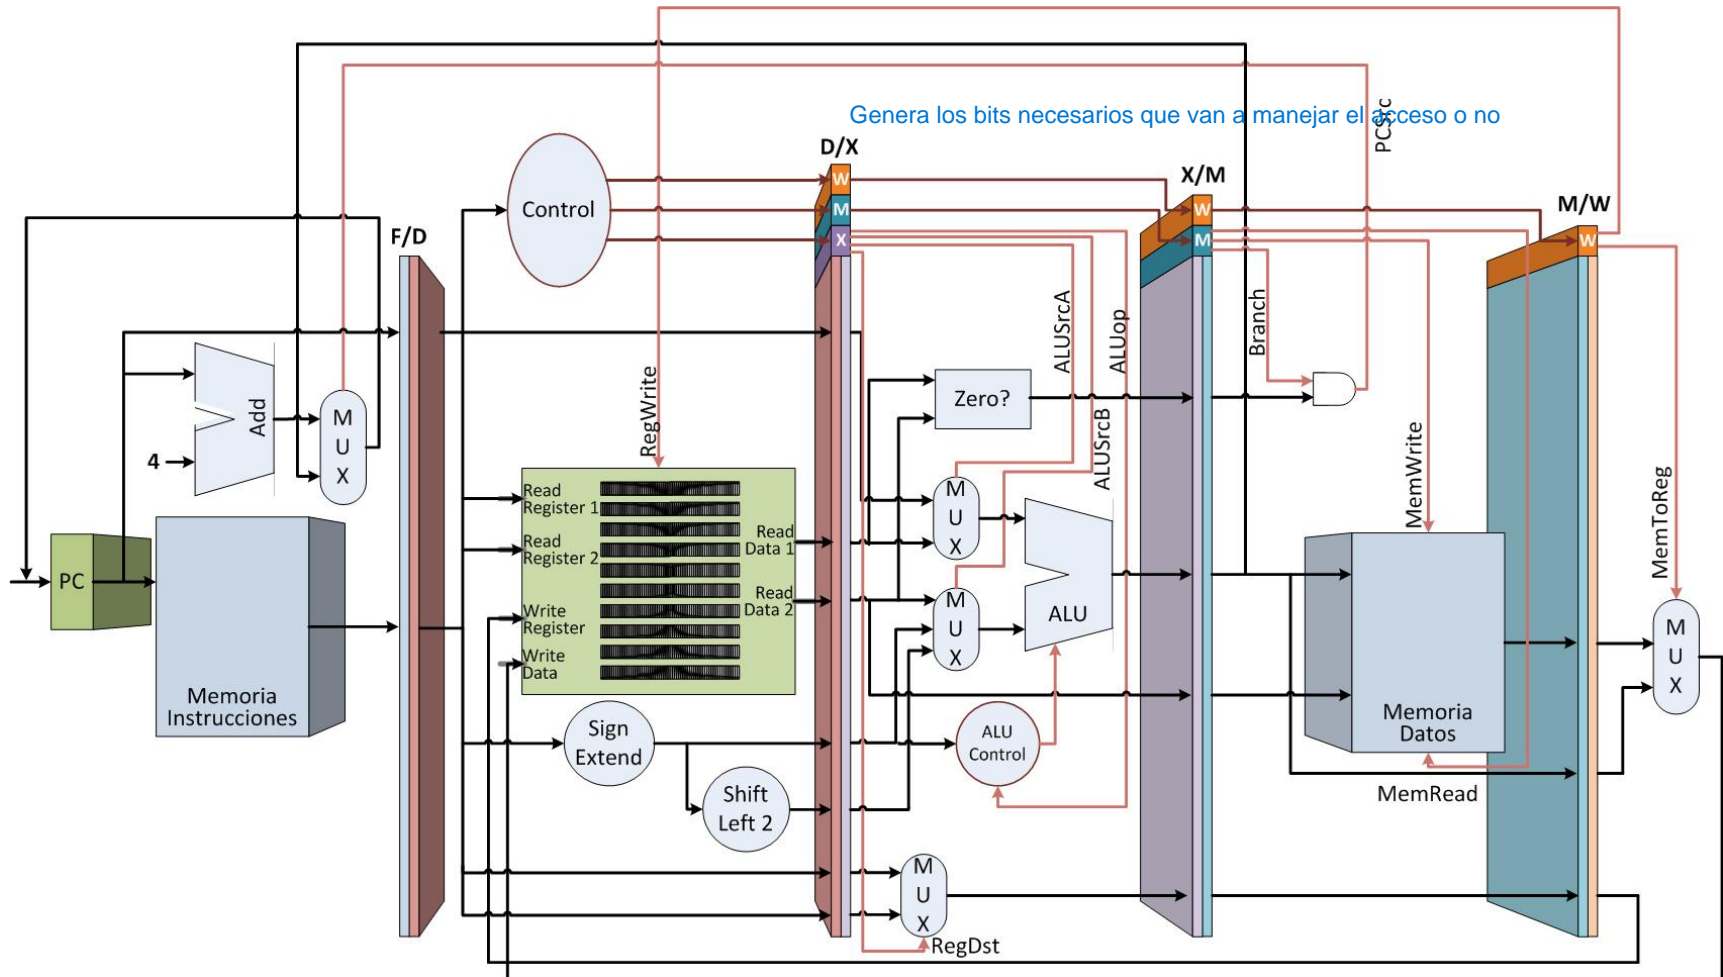 Genera los bits necesarios que van a manejar el acceso o no
PCSrc
D/X
X/M
M/W
F/D
W
M
X
W
M
W
Control
ALUSrcA
ALUop
Branch
ALUSrcB
RegWrite
MemWrite
MemToReg
Add
4
M
U
X
Zero?
PC
Memoria
Instrucciones
Read
Register 1
Read
Register 2
Write
Register
Write
Data
Read
Data 1
Read
Data 2
M
U
X
M
U
X
ALU
Sign
Extend
Shift
Left 2
ALU
Control
Memoria
Datos
MemRead
M
U
X
M
U
X
RegDst